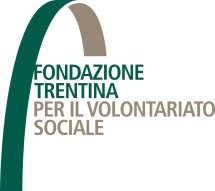 FONDAZIONE
TRENTINA
PER IL VOLONTARIATO
SOCIALE